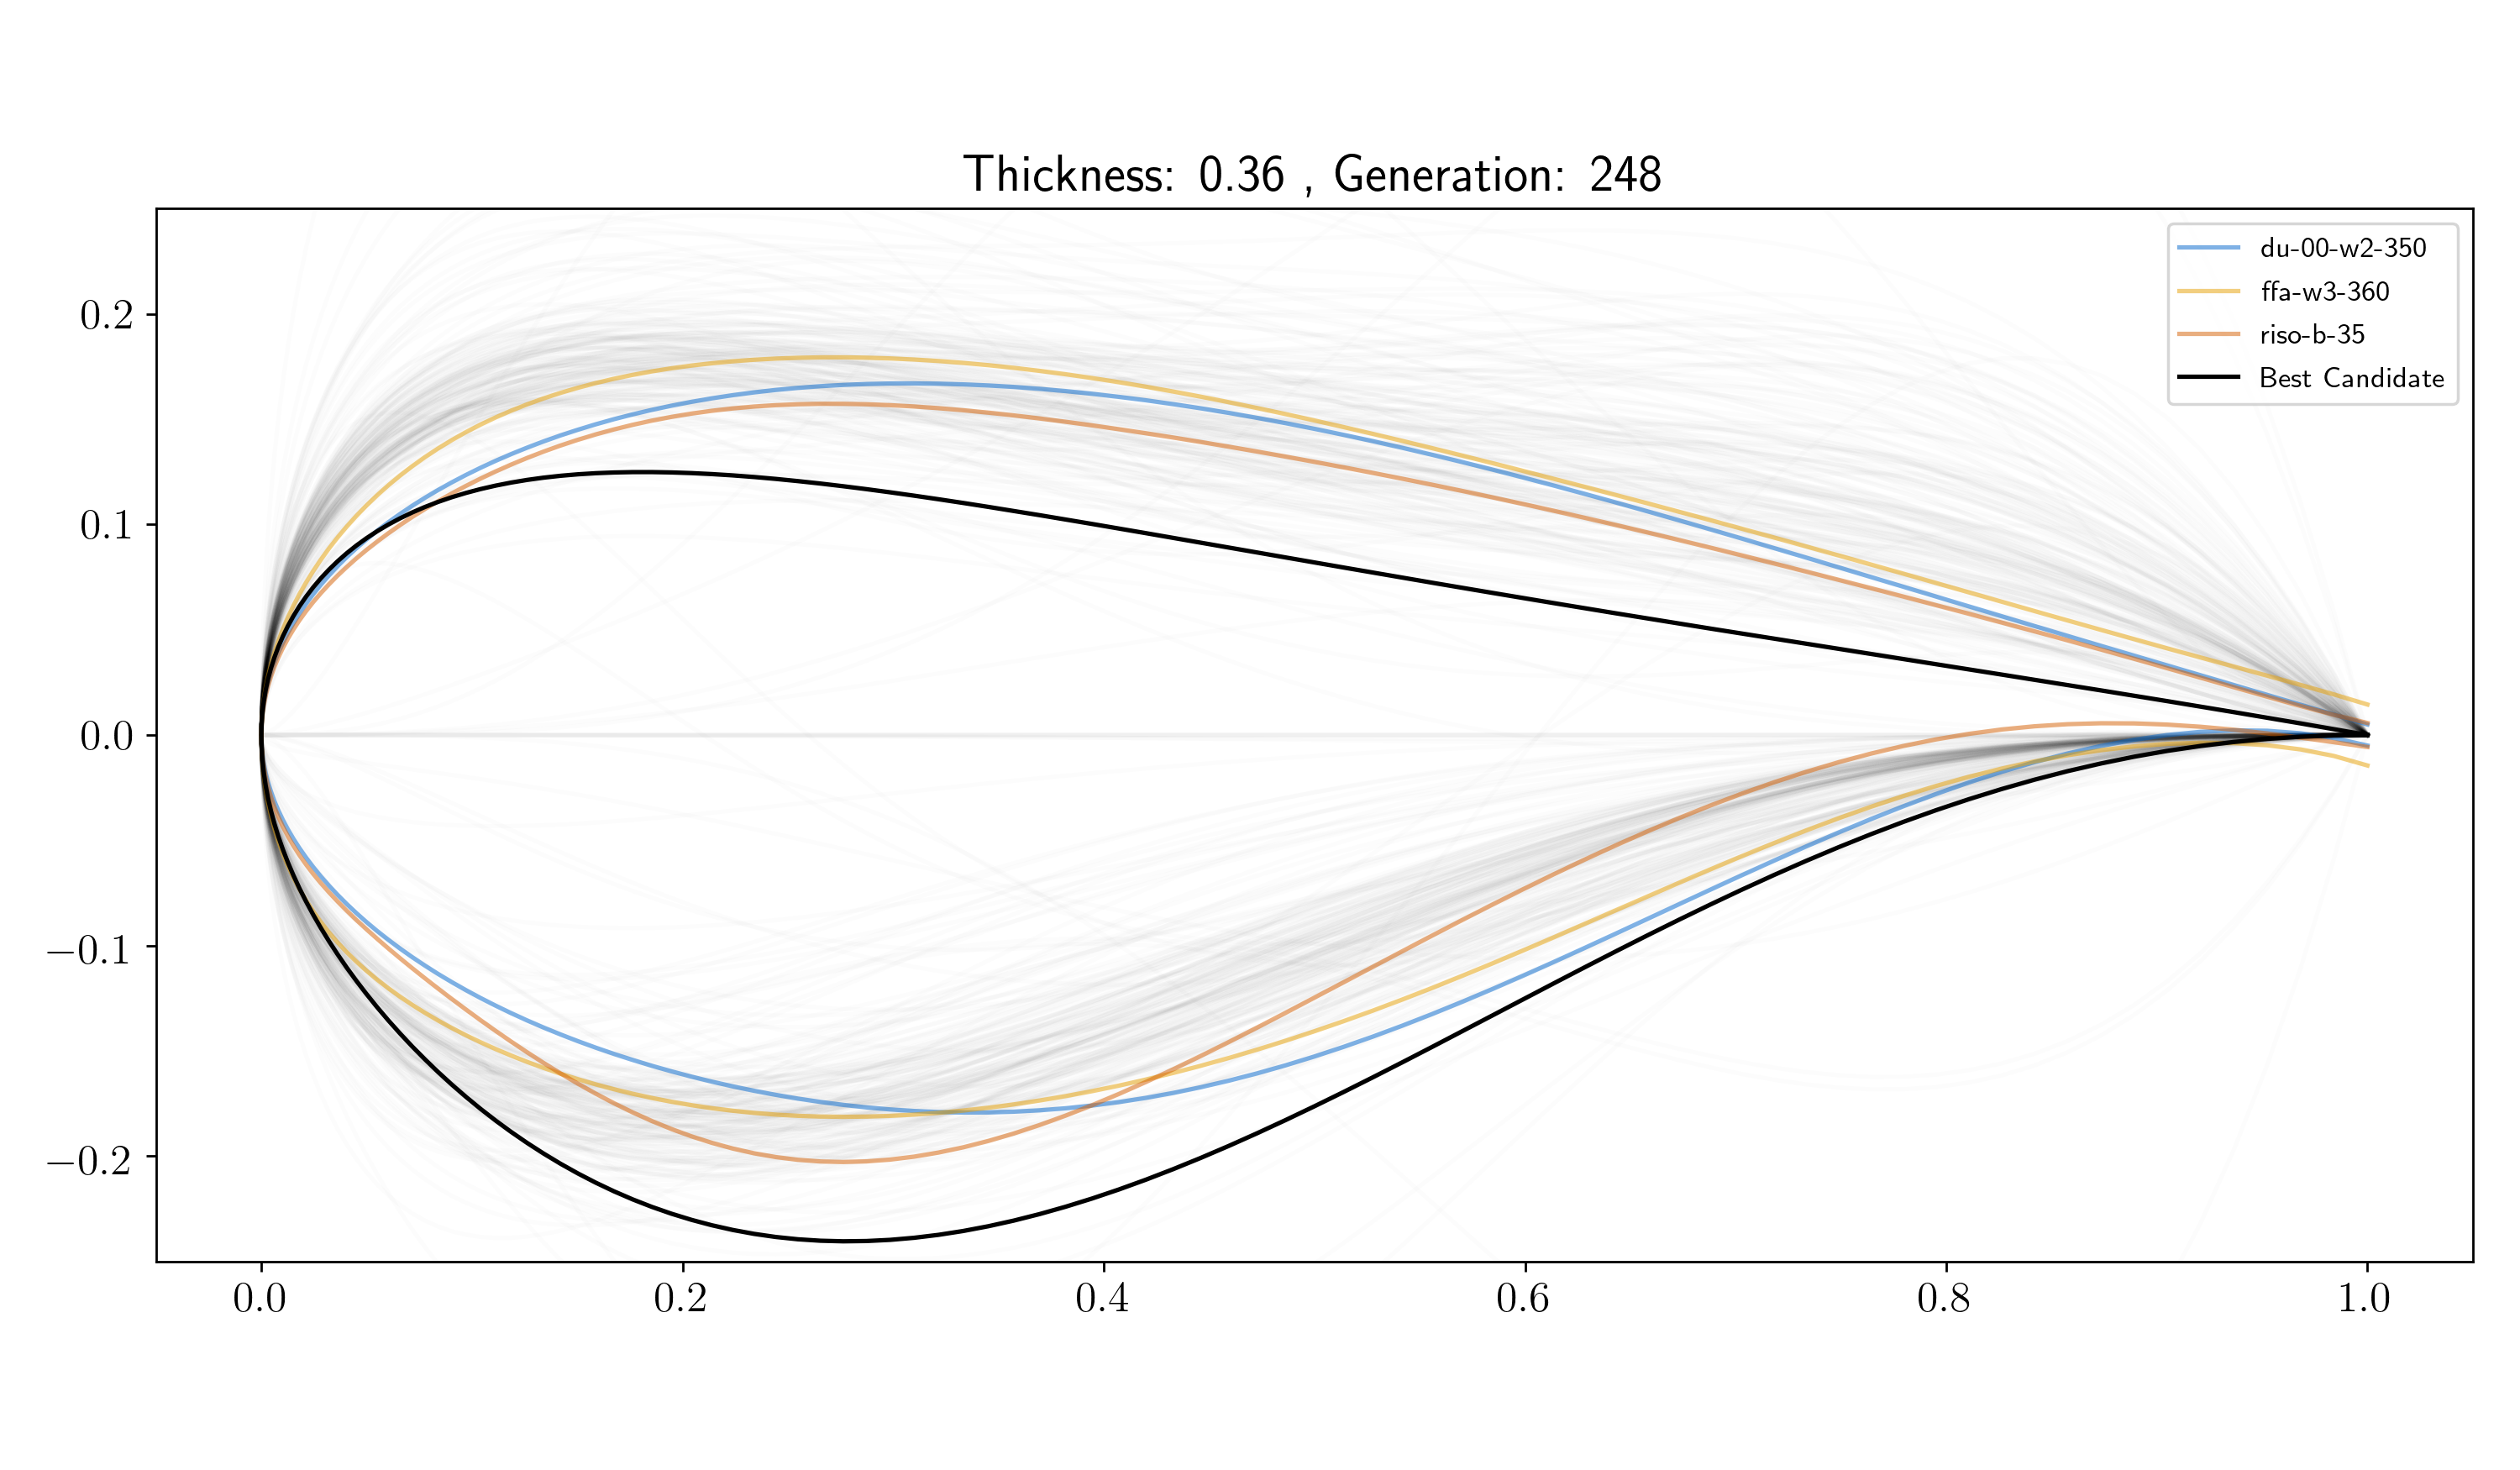 Thickness: 0.36 , Generation: 248
du-00-w2-350
ffa-w3-360
riso-b-35
Best Candidate
0.2
0.1
0.0
−0.1
−0.2
0.0 0.2 0.4 0.6 0.8 1.0